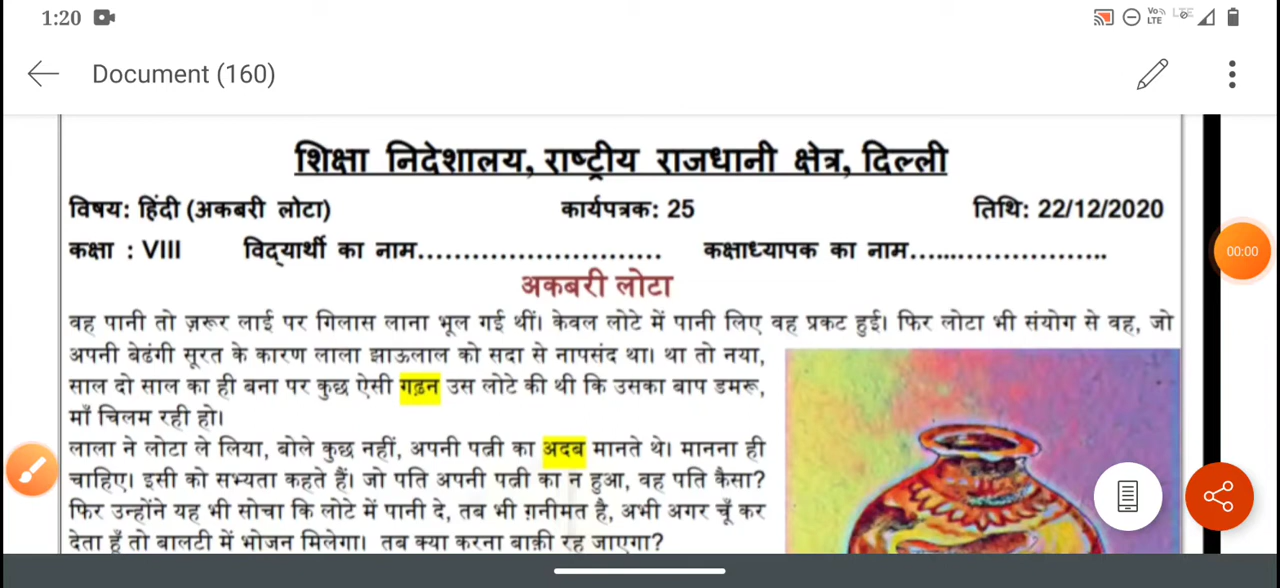 1:20
Vo LTE
LTE
Document (160)
शिक्षा निदेशालय, राष्ट्रीय राजधानी क्षेत्र, दिल्ली
विषय: हिंदी (अकबरी लोटा) कार्यपत्रक: 25 तिथि: 22/12/2020
कक्षा : VIII विद्यार्थी का नाम........................... कक्षाध्यापक का नाम......................
अकबरी लोटा
वह पानी तो ज़रूर लाई पर गिलास लाना भूल गई थीं। केवल लोटे में पानी लिए वह प्रकट हुई। फिर लोटा भी संयोग से वह, जो
अपनी बेढंगी सूरत के कारण लाला झाऊलाल को सदा से नापसंद था। था तो नया,
साल दो साल का ही बना पर कुछ ऐसी गढ़न उस लोटे की थी कि उसका बाप डमरू,
माँ चिलम रही हो।
लाला ने लोटा ले लिया, बोले कुछ नहीं, अपनी पत्नी का अदब मानते थे। मानना ही
चाहिए। इसी को सभ्यता कहते हैं। जो पति अपनी पत्नी का न हुआ, वह पति कैसा?
फिर उन्होंने यह भी सोचा कि लोटे में पानी दे, तब भी ग़नीमत है, अभी अगर चूँ कर
देता हूँ तो बालटी में भोजन मिलेगा। तब क्या करना बाक़ी रह जाएगा?
00:00